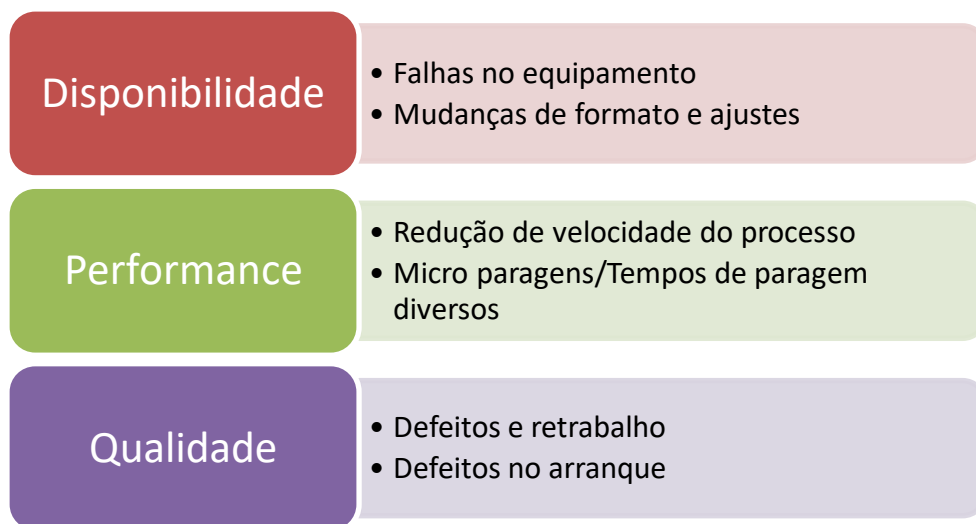 Disponibilidade
• Falhas no equipamento
• Mudanças de formato e ajustes
Performance
• Redução de velocidade do processo
• Micro paragens/Tempos de paragem
diversos
Qualidade
• Defeitos e retrabalho
• Defeitos no arranque